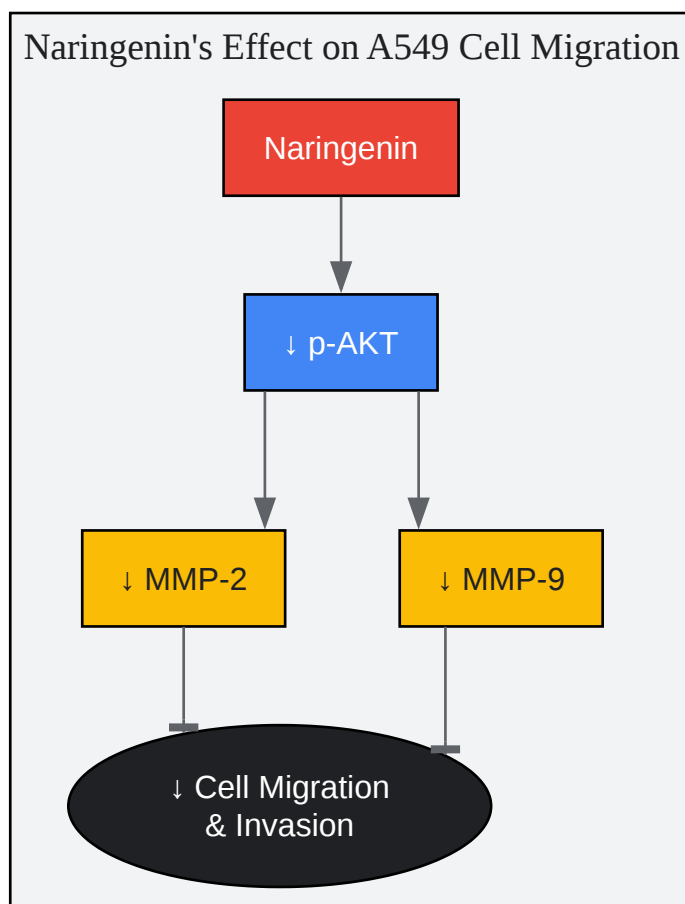 Naringenin's Effect on A549 Cell Migration
Naringenin
↓ p-AKT
↓ MMP-2
↓ MMP-9
↓ Cell Migration
& Invasion